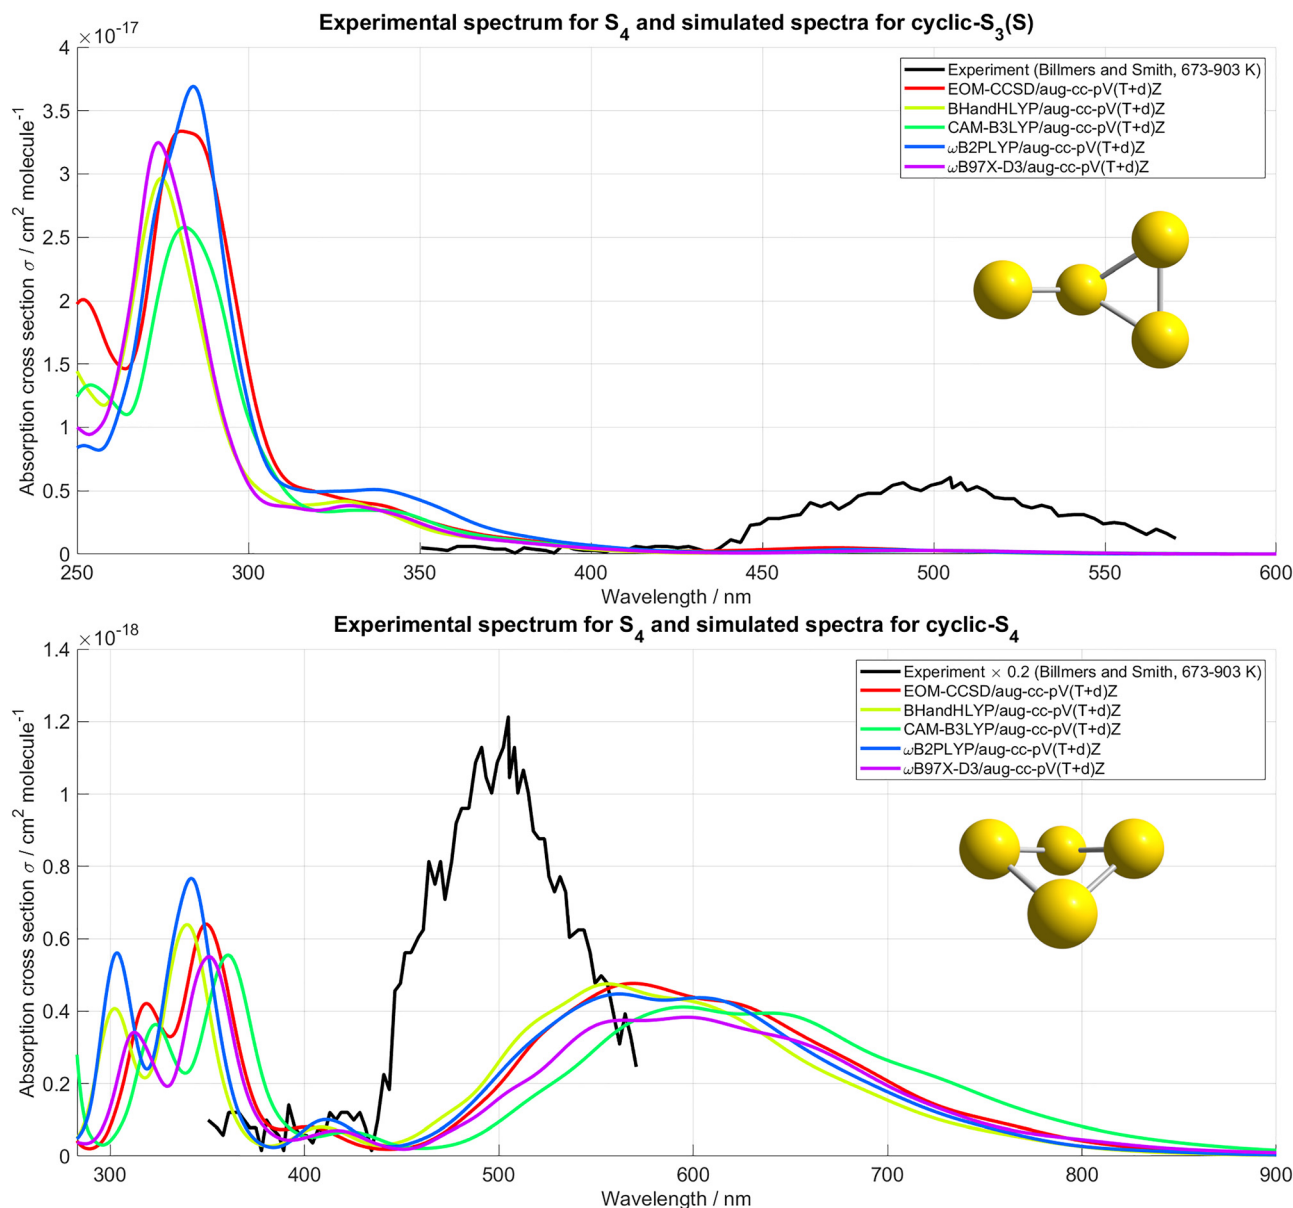 Experimental spectrum for S4 and simulated spectra for cyclic-S3(S)
×10-17
4
3.5
3
2.5
2
1.5
1
0.5
0
Absorption cross section σ / cm2 molecule-1
Experiment (Billmers and Smith, 673-903 K)
EOM-CCSD/aug-cc-pV(T+d)Z
BHandHLYP/aug-cc-pV(T+d)Z
CAM-B3LYP/aug-cc-pV(T+d)Z
ωB2PLYP/aug-cc-pV(T+d)Z
ωB97X-D3/aug-cc-pV(T+d)Z
250 300 350 400 450 500 550 600
Wavelength / nm
Experimental spectrum for S4 and simulated spectra for cyclic-S4
×10-18
1.4
1.2
1
0.8
0.6
0.4
0.2
0
Absorption cross section σ / cm2 molecule-1
Experiment × 0.2 (Billmers and Smith, 673-903 K)
EOM-CCSD/aug-cc-pV(T+d)Z
BHandHLYP/aug-cc-pV(T+d)Z
CAM-B3LYP/aug-cc-pV(T+d)Z
ωB2PLYP/aug-cc-pV(T+d)Z
ωB97X-D3/aug-cc-pV(T+d)Z
300 400 500 600 700 800 900
Wavelength / nm